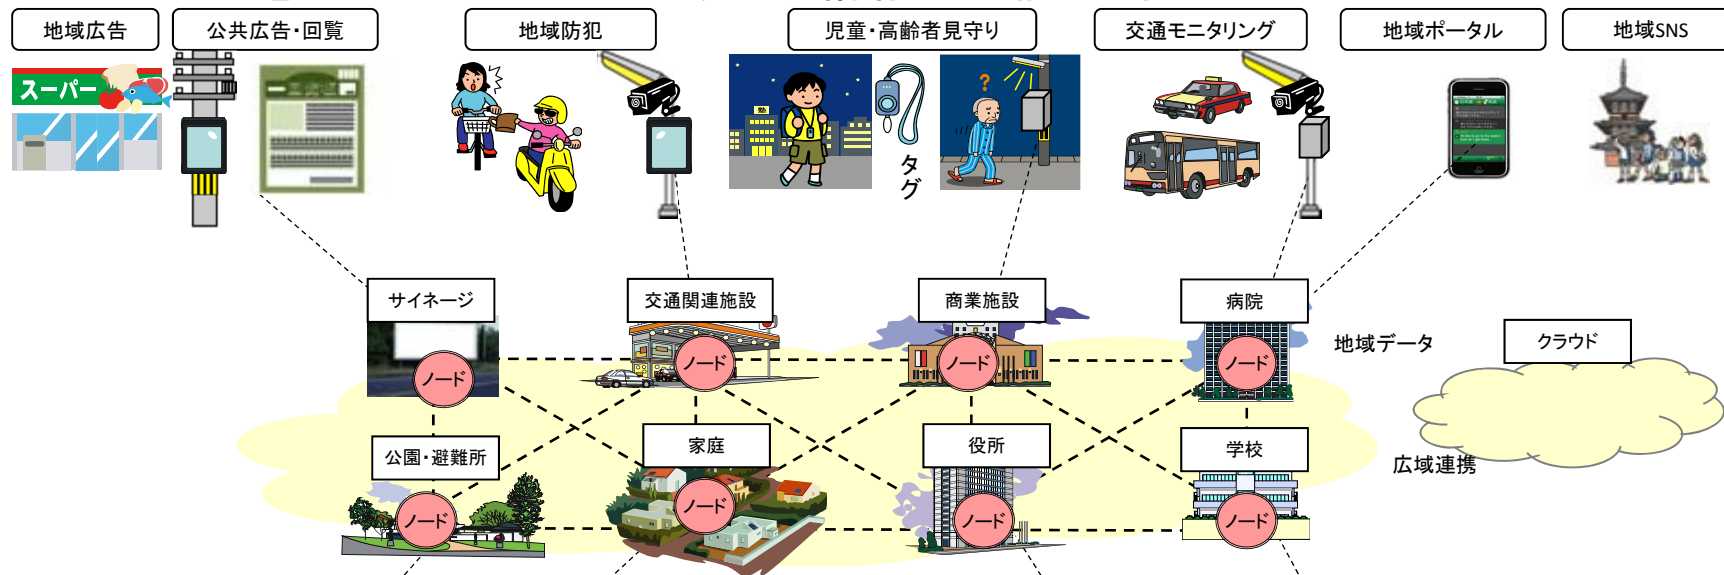 地域広告
公共広告・回覧
地域防犯
児童・高齢者見守り
交通モニタリング
地域ポータル
地域SNS
スーパー
塾
?
タグ
サイネージ
交通関連施設
商業施設
病院
地域データ
クラウド
ノード
ノード
ノード
ノード
公園・避難所
家庭
役所
学校
広域連携
ノード
ノード
ノード
ノード